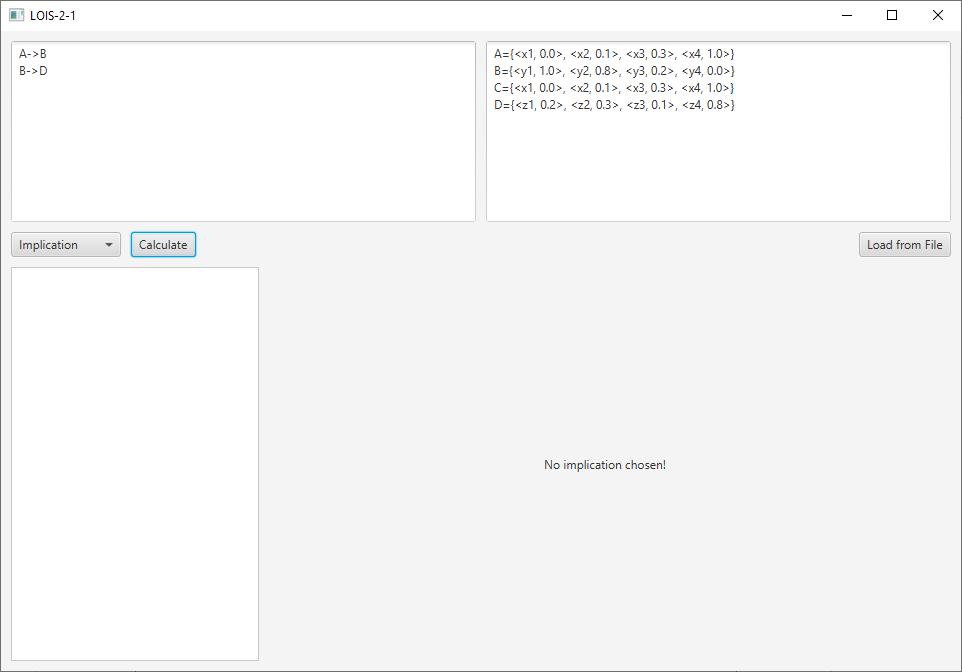 LOIS-2-1
A->B
B->D
A={<x1, 0.0>, <x2, 0.1>, <x3, 0.3>, <x4, 1.0>}
B={<y1, 1.0>, <y2, 0.8>, <y3, 0.2>, <y4, 0.0>}
C={<x1, 0.0>, <x2, 0.1>, <x3, 0.3>, <x4, 1.0>}
D={<z1, 0.2>, <z2, 0.3>, <z3, 0.1>, <z4, 0.8>}
Implication
Calculate
Load from File
No implication chosen!